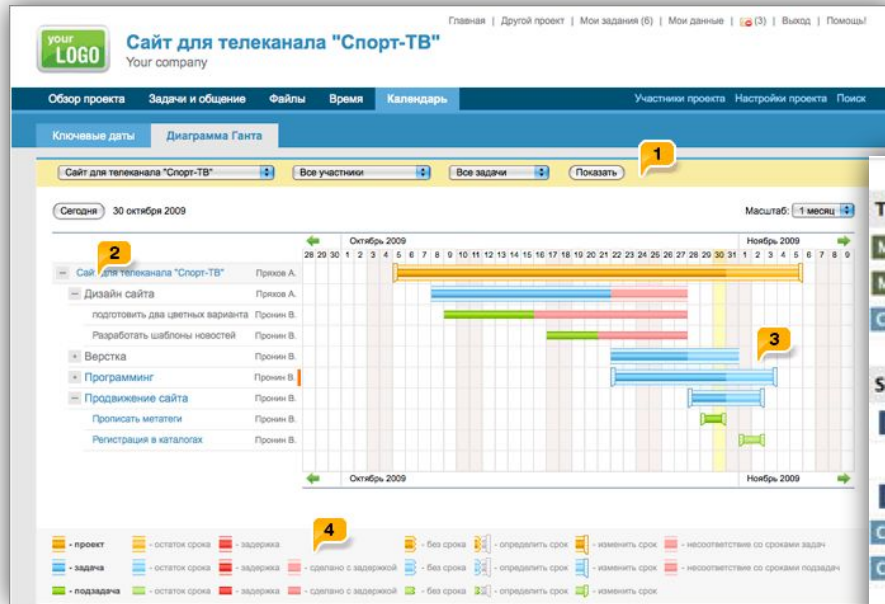 Главная | Другой проект | Мои задания (6) | Мои данные | (3) | Выход | Помощь!
your LOGO
Сайт для телеканала "Спорт-ТВ"
Your company
Обзор проекта Задачи и общение Файлы Время Календарь Участники проекта Настройки проекта Поиск
Ключевые даты Диаграмма Ганта
1
Сайт для телеканала "Спорт-ТВ" Все участники Все задачи Показать
Сегодня 30 октября 2009 Масштаб: 1 месяц
Октябрь 2009 Ноябрь 2009
28 29 30 1 2 3 4 5 6 7 8 9 10 11 12 13 14 15 16 17 18 19 20 21 22 23 24 25 26 27 28 29 30 31 1 2 3 4 5 6 7 8 9
2
Сайт для телеканала "Спорт-ТВ" Пряхов А.
Дизайн сайта Пряхов А.
подготовить два цветных варианта Пронин В.
Разработать шаблоны новостей Пронин В.
3
Верстка Пронин В.
Программинг Пронин В.
Продвижение сайта Пронин В.
Прописать метатеги Пронин В.
Регистрация в каталогах Пронин В.
Октябрь 2009 Ноябрь 2009
4
- проект - остаток срока - задержка - без срока - определить срок - изменить срок - несоответствие со сроками задач
- задача - остаток срока - задержка - сделано с задержкой - без срока - определить срок - изменить срок - несоответствие со сроками подзадач
- подзадача - остаток срока - задержка - сделано с задержкой - без срока - определить срок - изменить срок